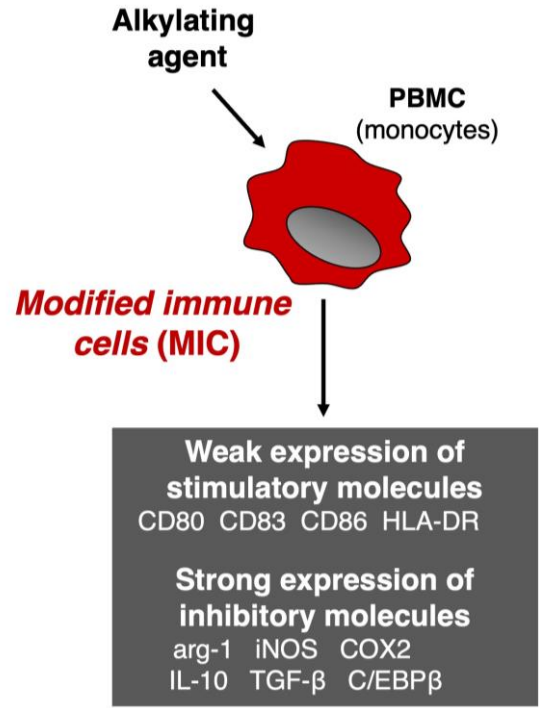 Alkylating
agent
PBMC
(monocytes)
Modified immune
cells (MIC)
Weak expression of
stimulatory molecules
CD80 CD83 CD86 HLA-DR
Strong expression of
inhibitory molecules
arg-1 iNOS COX2
IL-10 TGF-β C/EBPβ